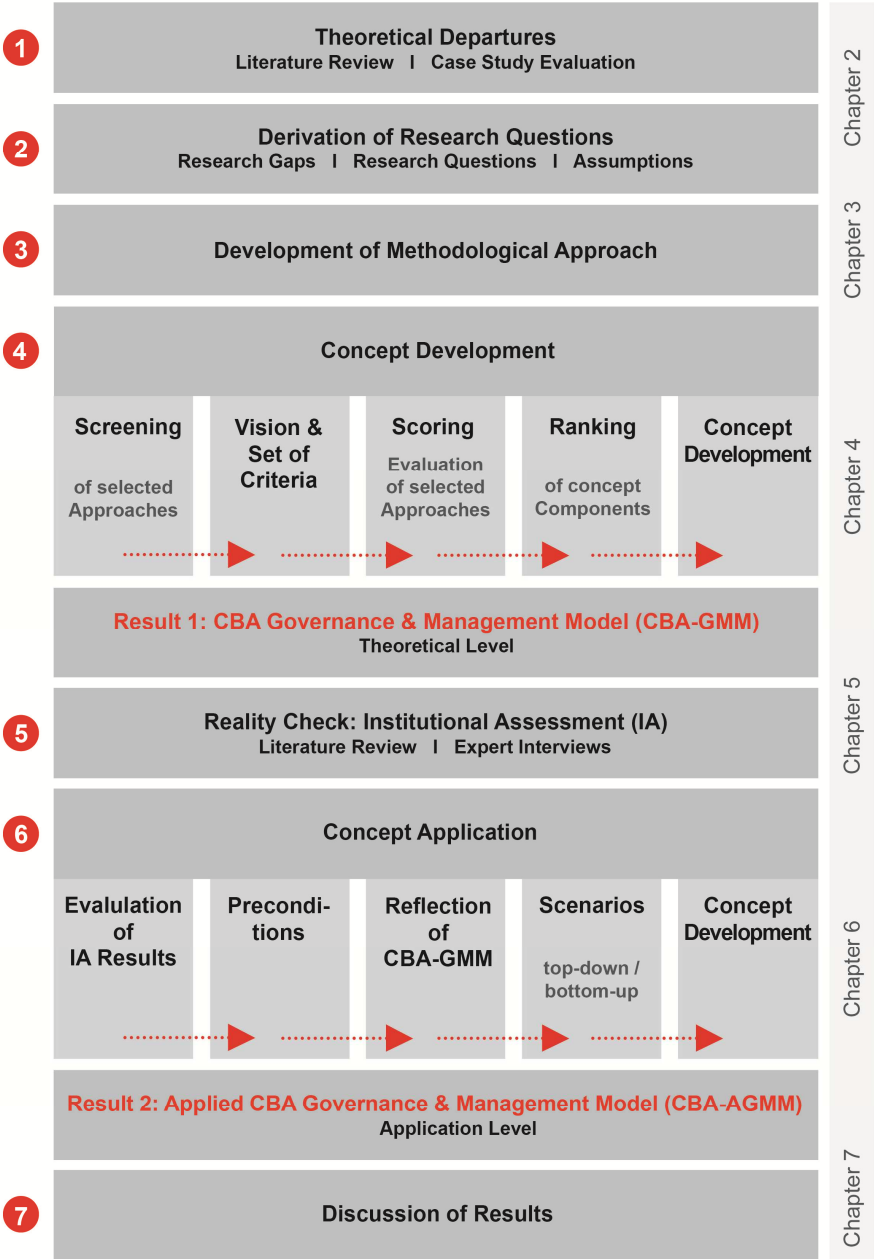 1
Theoretical Departures
Literature Review I Case Study Evaluation
Chapter 2
2
Derivation of Research Questions
Research Gaps I Research Questions I Assumptions
3
Development of Methodological Approach
Chapter 3
4
Concept Development
Screening
of selected
Approaches
Vision &
Set of
Criteria
Scoring
Evaluation
of selected
Approaches
Ranking
of concept
Components
Concept
Development
Chapter 4
Result 1: CBA Governance & Management Model (CBA-GMM)
Theoretical Level
5
Reality Check: Institutional Assessment (IA)
Literature Review I Expert Interviews
Chapter 5
6
Concept Application
Evalulation
of
IA Results
Precondi-
tions
Reflection
of
CBA-GMM
Scenarios
top-down /
bottom-up
Concept
Development
Chapter 6
Result 2: Applied CBA Governance & Management Model (CBA-AGMM)
Application Level
7
Discussion of Results
Chapter 7